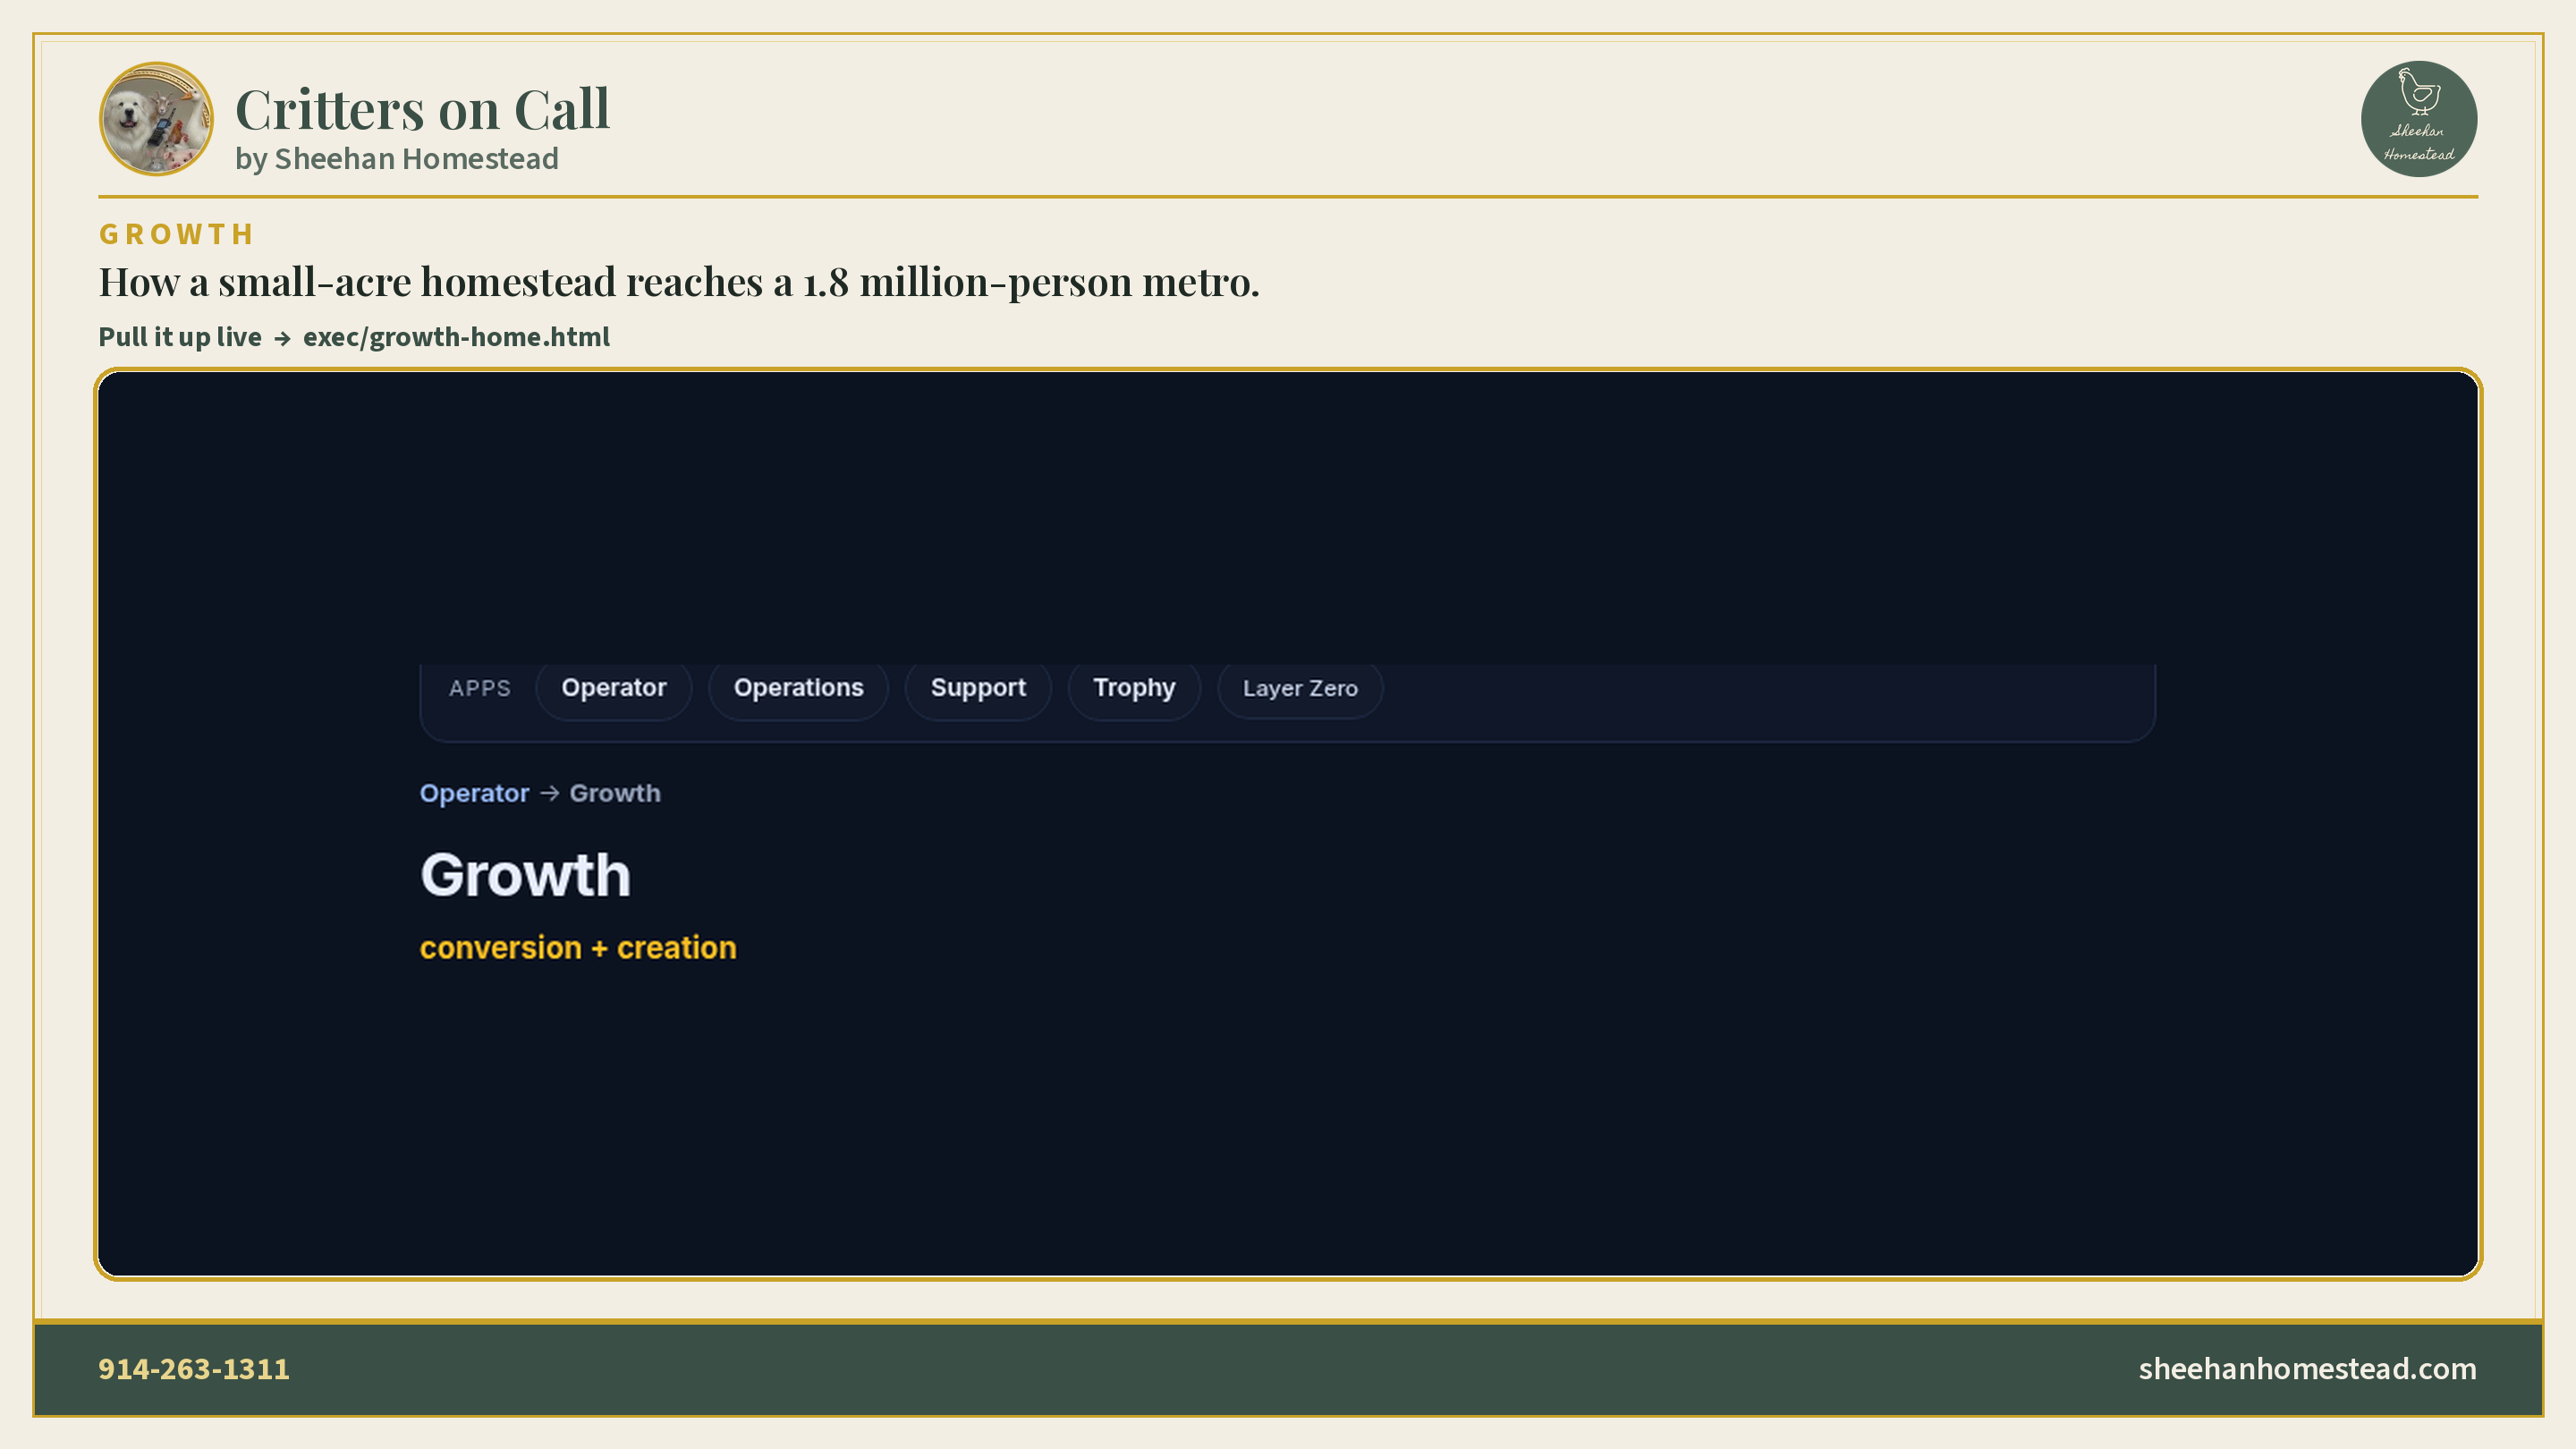 Critters on Call
by Sheehan Homestead
Sheehan
Homestead
GROWTH
How a small-acre homestead reaches a 1.8 million-person metro.
Pull it up live → exec/growth-home.html
APPS Operator Operations Support Trophy Layer Zero
Operator → Growth
Growth
conversion + creation
914-263-1311
sheehanhomestead.com